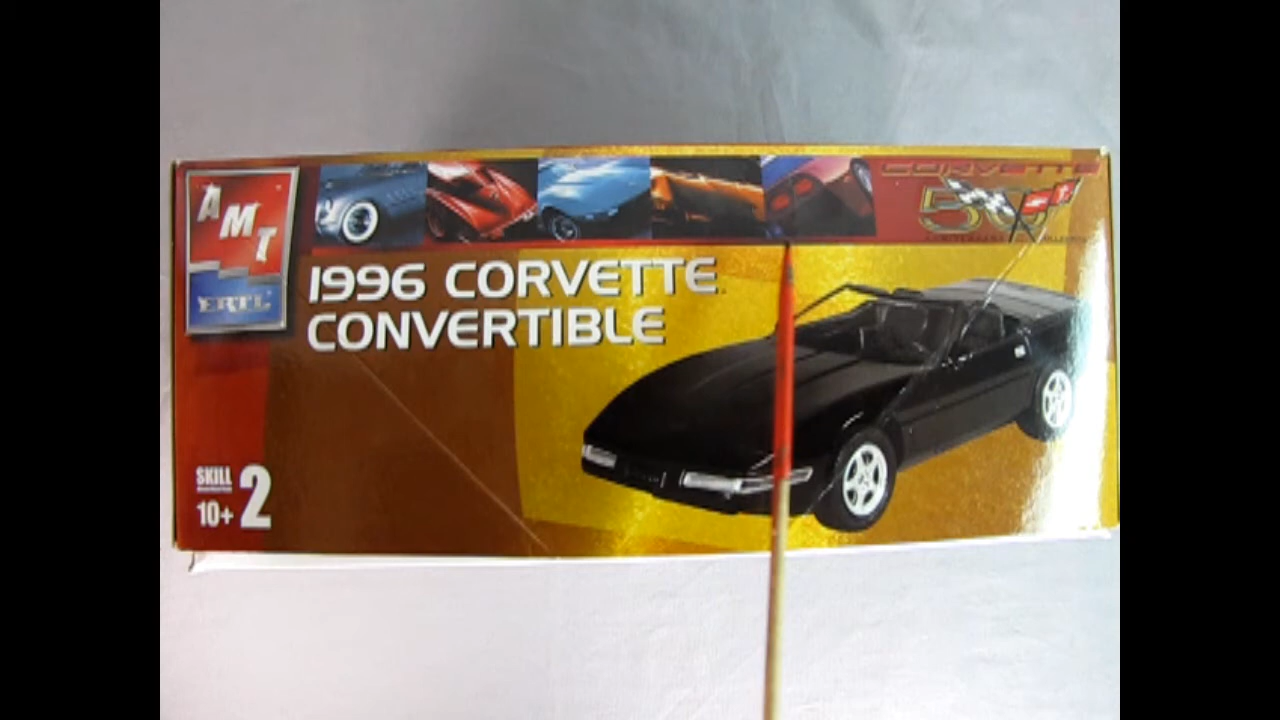 AMT
ERTL
CORVETTE
50
1996 CORVETTE
CONVERTIBLE
SKILL 2
10+